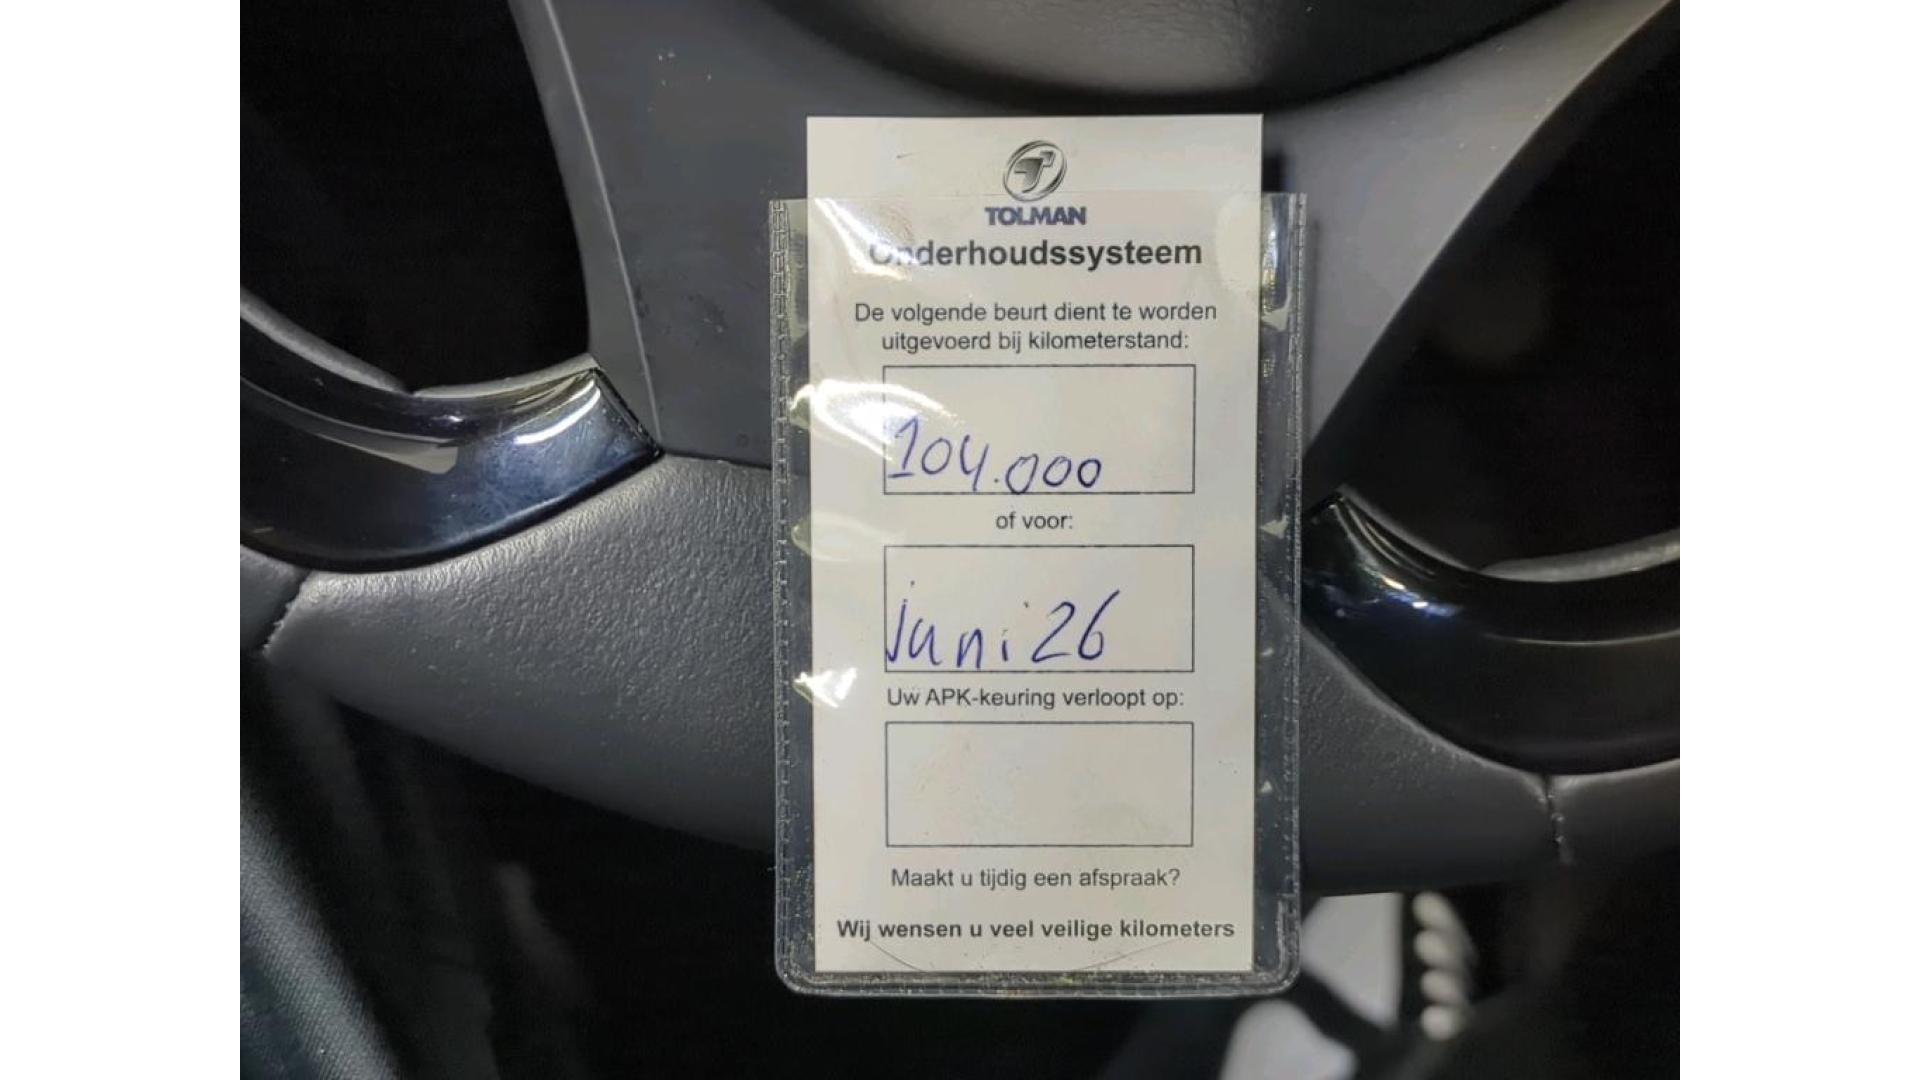 TOLMAN
Onderhoudssysteem
De volgende beurt dient te worden
uitgevoerd bij kilometerstand:
104.000
of voor:
juni 26
Uw APK-keuring verloopt op:
Maakt u tijdig een afspraak?
Wij wensen u veel veilige kilometers